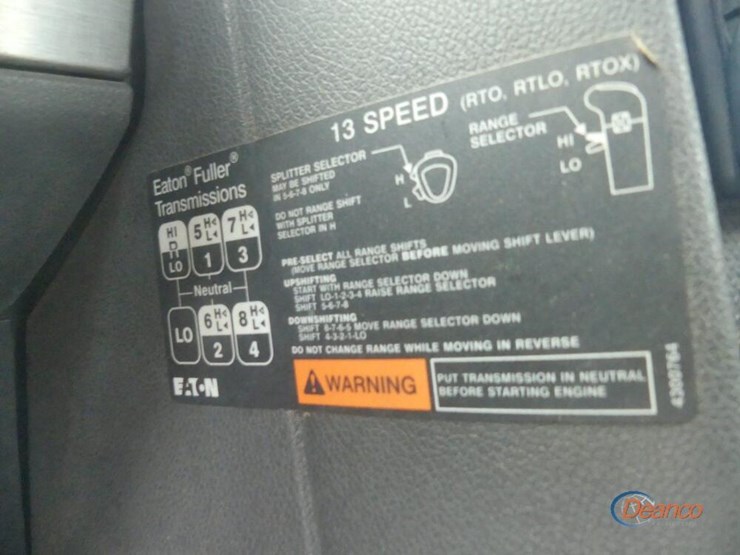 13 SPEED (RTO, RTLO, RTOX)
Eaton® Fuller®
Transmissions
SPLITTER SELECTOR
MAY BE SHIFTED
IN 5-6-7-8 ONLY
DO NOT RANGE SHIFT
WITH SPLITTER
SELECTOR IN H
H
L
RANGE
SELECTOR
HI
LO
HI
R
LO
5 H
L
1
7 H
L
3
Neutral
LO
6 H
L
2
8 H
L
4
PRE-SELECT ALL RANGE SHIFTS
(MOVE RANGE SELECTOR BEFORE MOVING SHIFT LEVER)
UPSHIFTING
START WITH RANGE SELECTOR DOWN
SHIFT LO-1-2-3-4 RAISE RANGE SELECTOR
SHIFT 5-6-7-8
DOWNSHIFTING
SHIFT 8-7-6-5 MOVE RANGE SELECTOR DOWN
SHIFT 4-3-2-1-LO
DO NOT CHANGE RANGE WHILE MOVING IN REVERSE
EATON
WARNING
PUT TRANSMISSION IN NEUTRAL
BEFORE STARTING ENGINE
4300764
Deanco